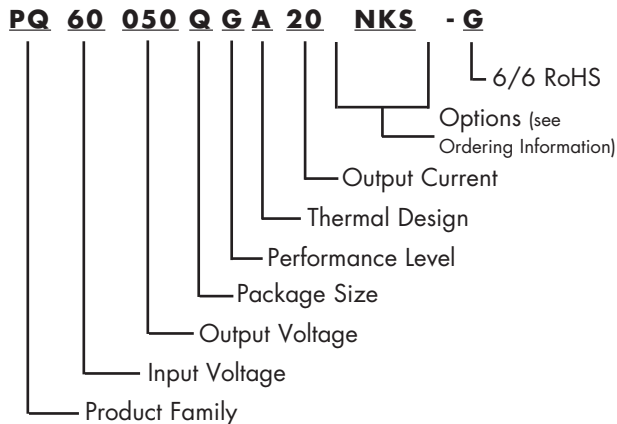 PQ 60 050 Q G A 20 NKS - G
6/6 RoHS
Options (see
Ordering Information)
Output Current
Thermal Design
Performance Level
Package Size
Output Voltage
Input Voltage
Product Family